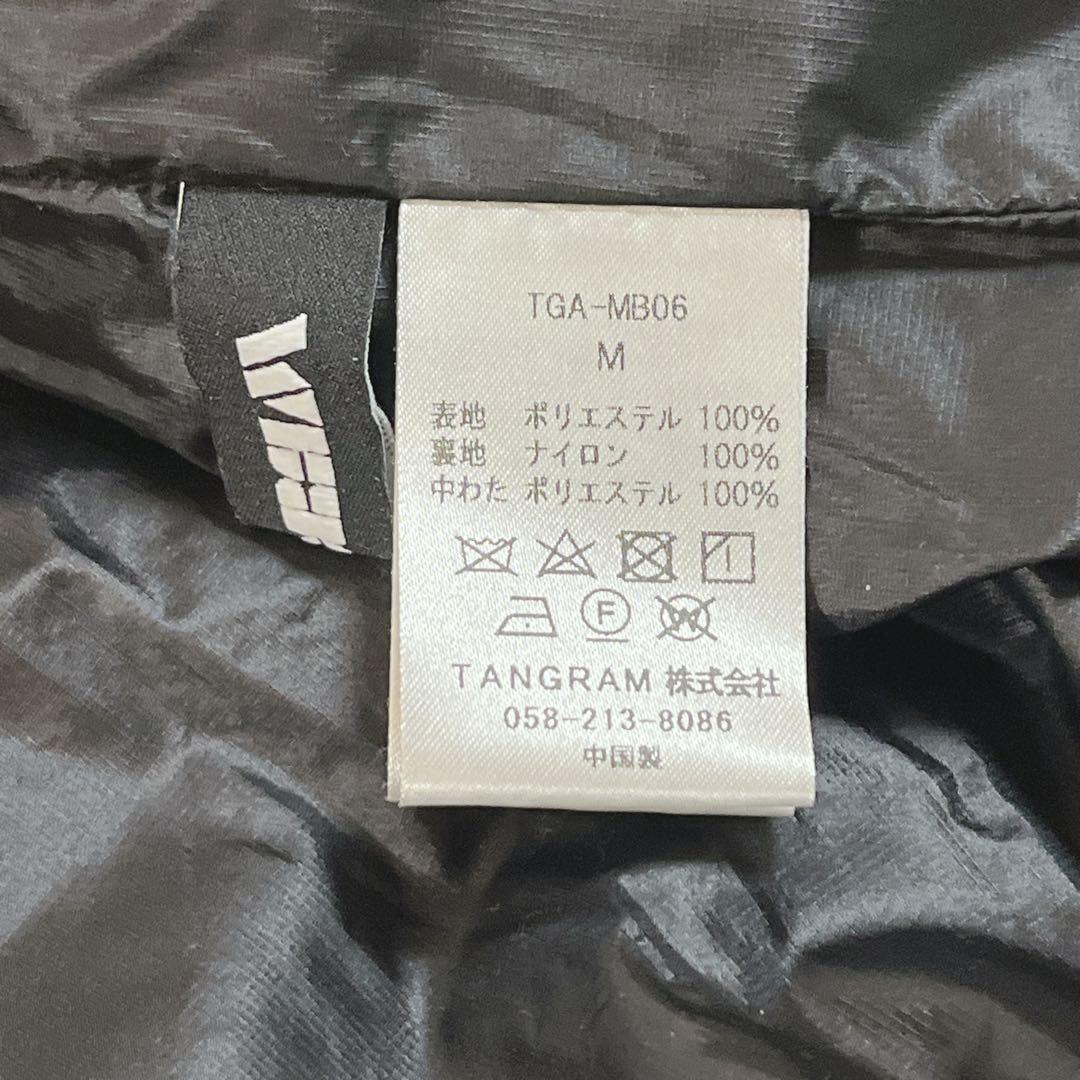 TGA-MB06
M
表地 ポリエステル 100%
裏地 ナイロン 100%
中わた ポリエステル 100%
F
W
TANGRAM 株式会社
058-213-8086
中国製